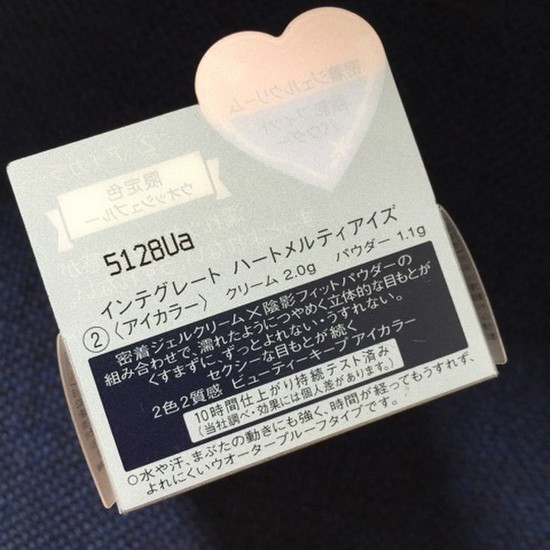 限定色
ウオッシュブルー
5128Ua
インテグレート ハートメルティアイズ
② 〈アイカラー〉 クリーム 2.0g パウダー 1.1g
密着ジェルクリーム×陰影フィットパウダーの
組み合わせで、濡れたようにつやめく立体的な目もとが
くすまずに、ずっとよれない・うすれない。
セクシーな目もとが続く
2色2質感 ビューティーキープ アイカラー
10時間仕上がり持続テスト済み
(当社調べ・効果には個人差があります。)
○水や汗、まぶたの動きにも強く、時間が経ってもうすれず、
よれにくいウオータープルーフタイプです。